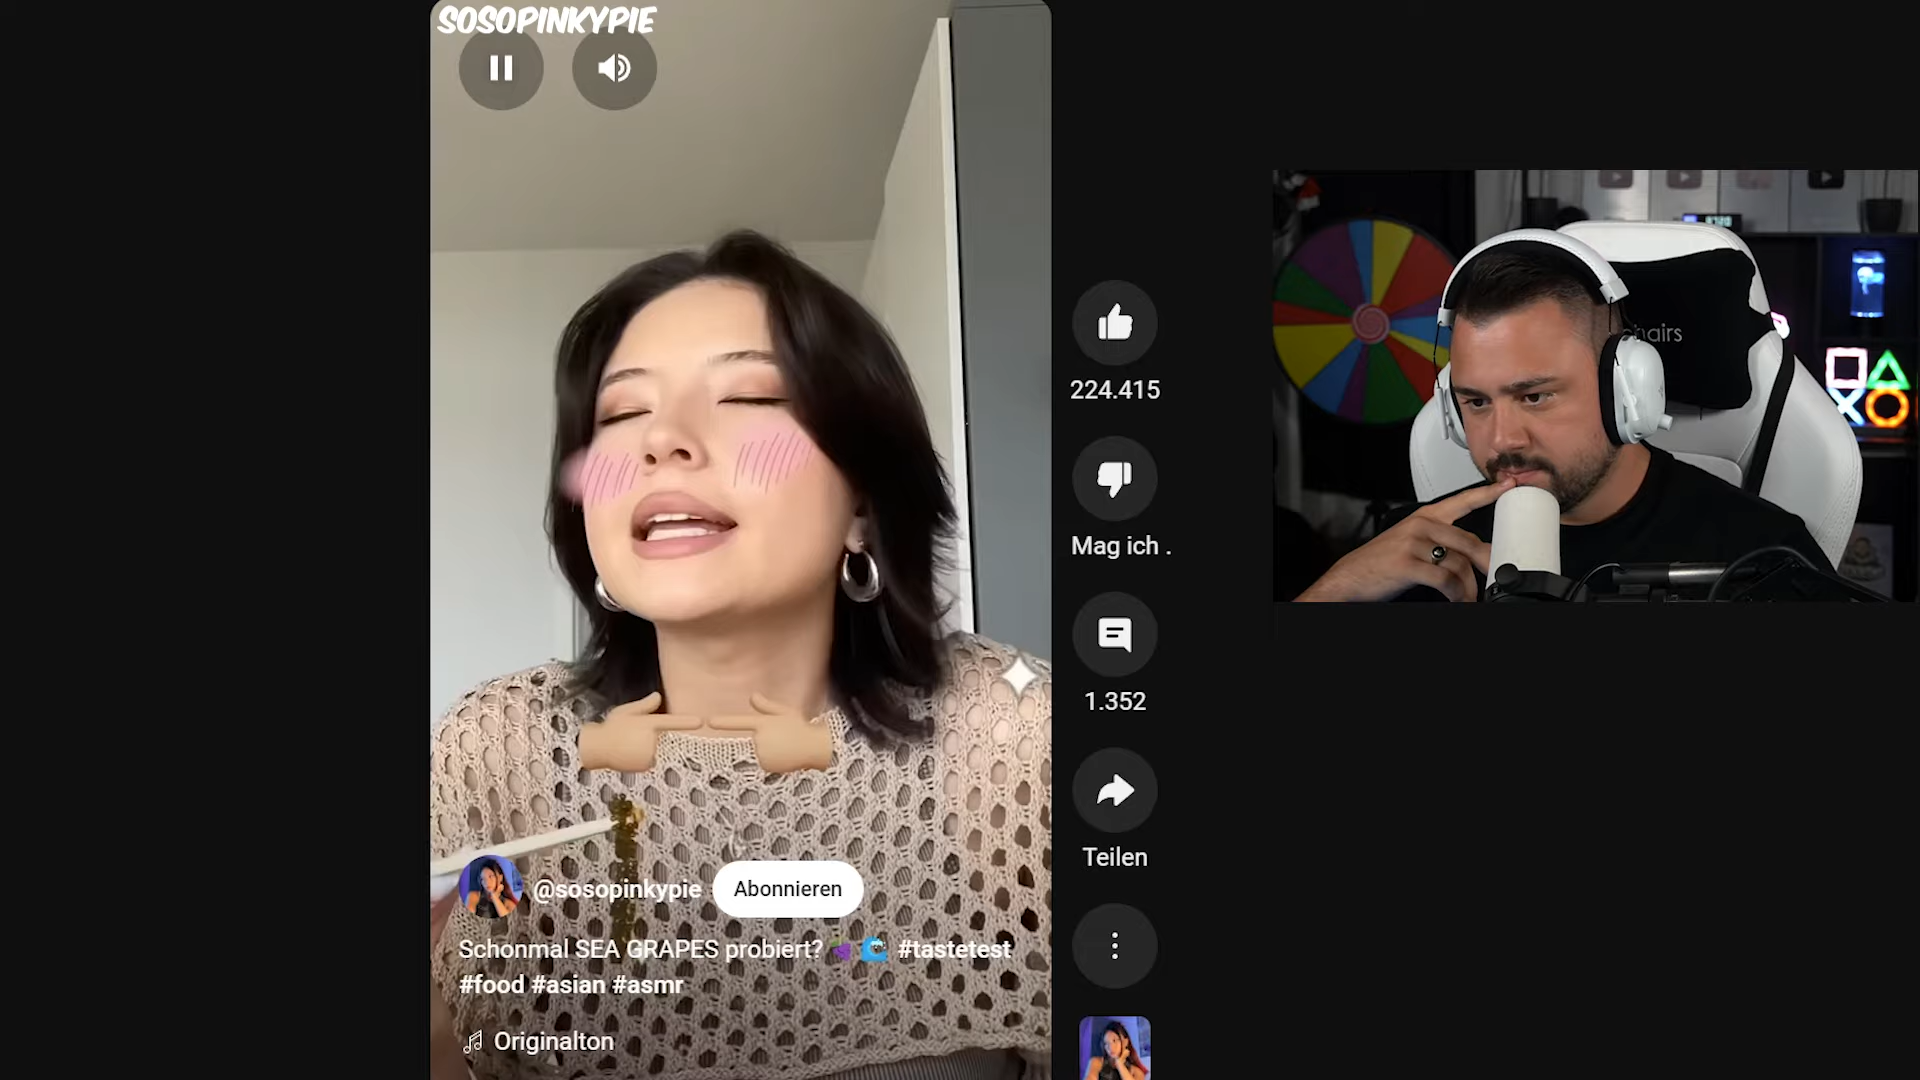 SOSOPINKYPIE
224.415
Mag ich .
1.352
Teilen
@sosopinkypie
Abonnieren
Schonmal SEA GRAPES probiert? 🍇 🌊 #tastetest
#food #asian #asmr
Originalton